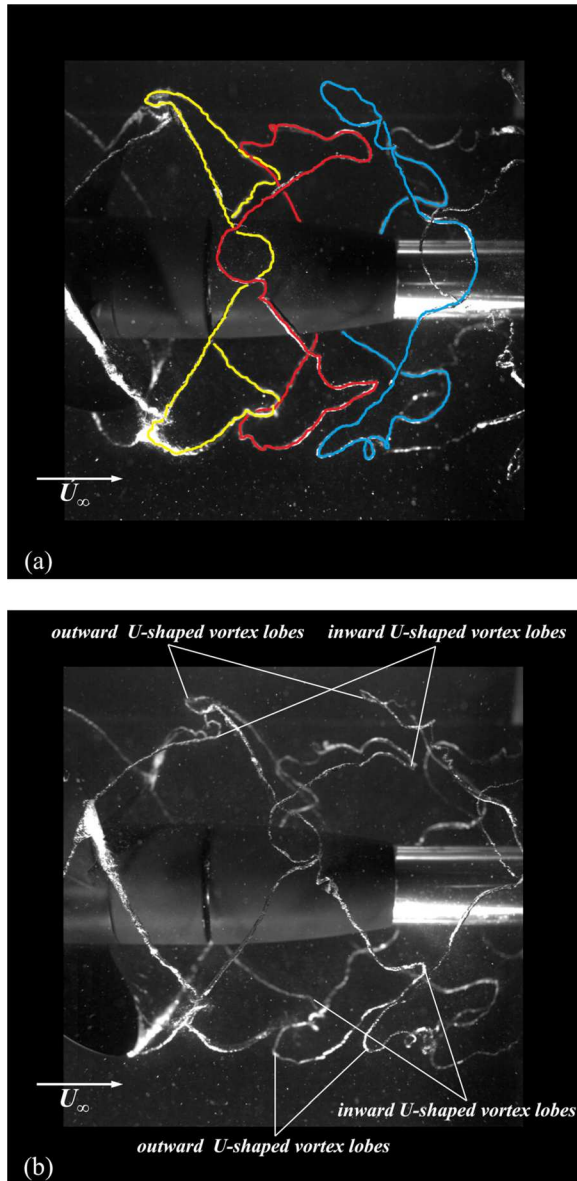 U∞
(a)
outward U-shaped vortex lobes
inward U-shaped vortex lobes
U∞
inward U-shaped vortex lobes
outward U-shaped vortex lobes
(b)